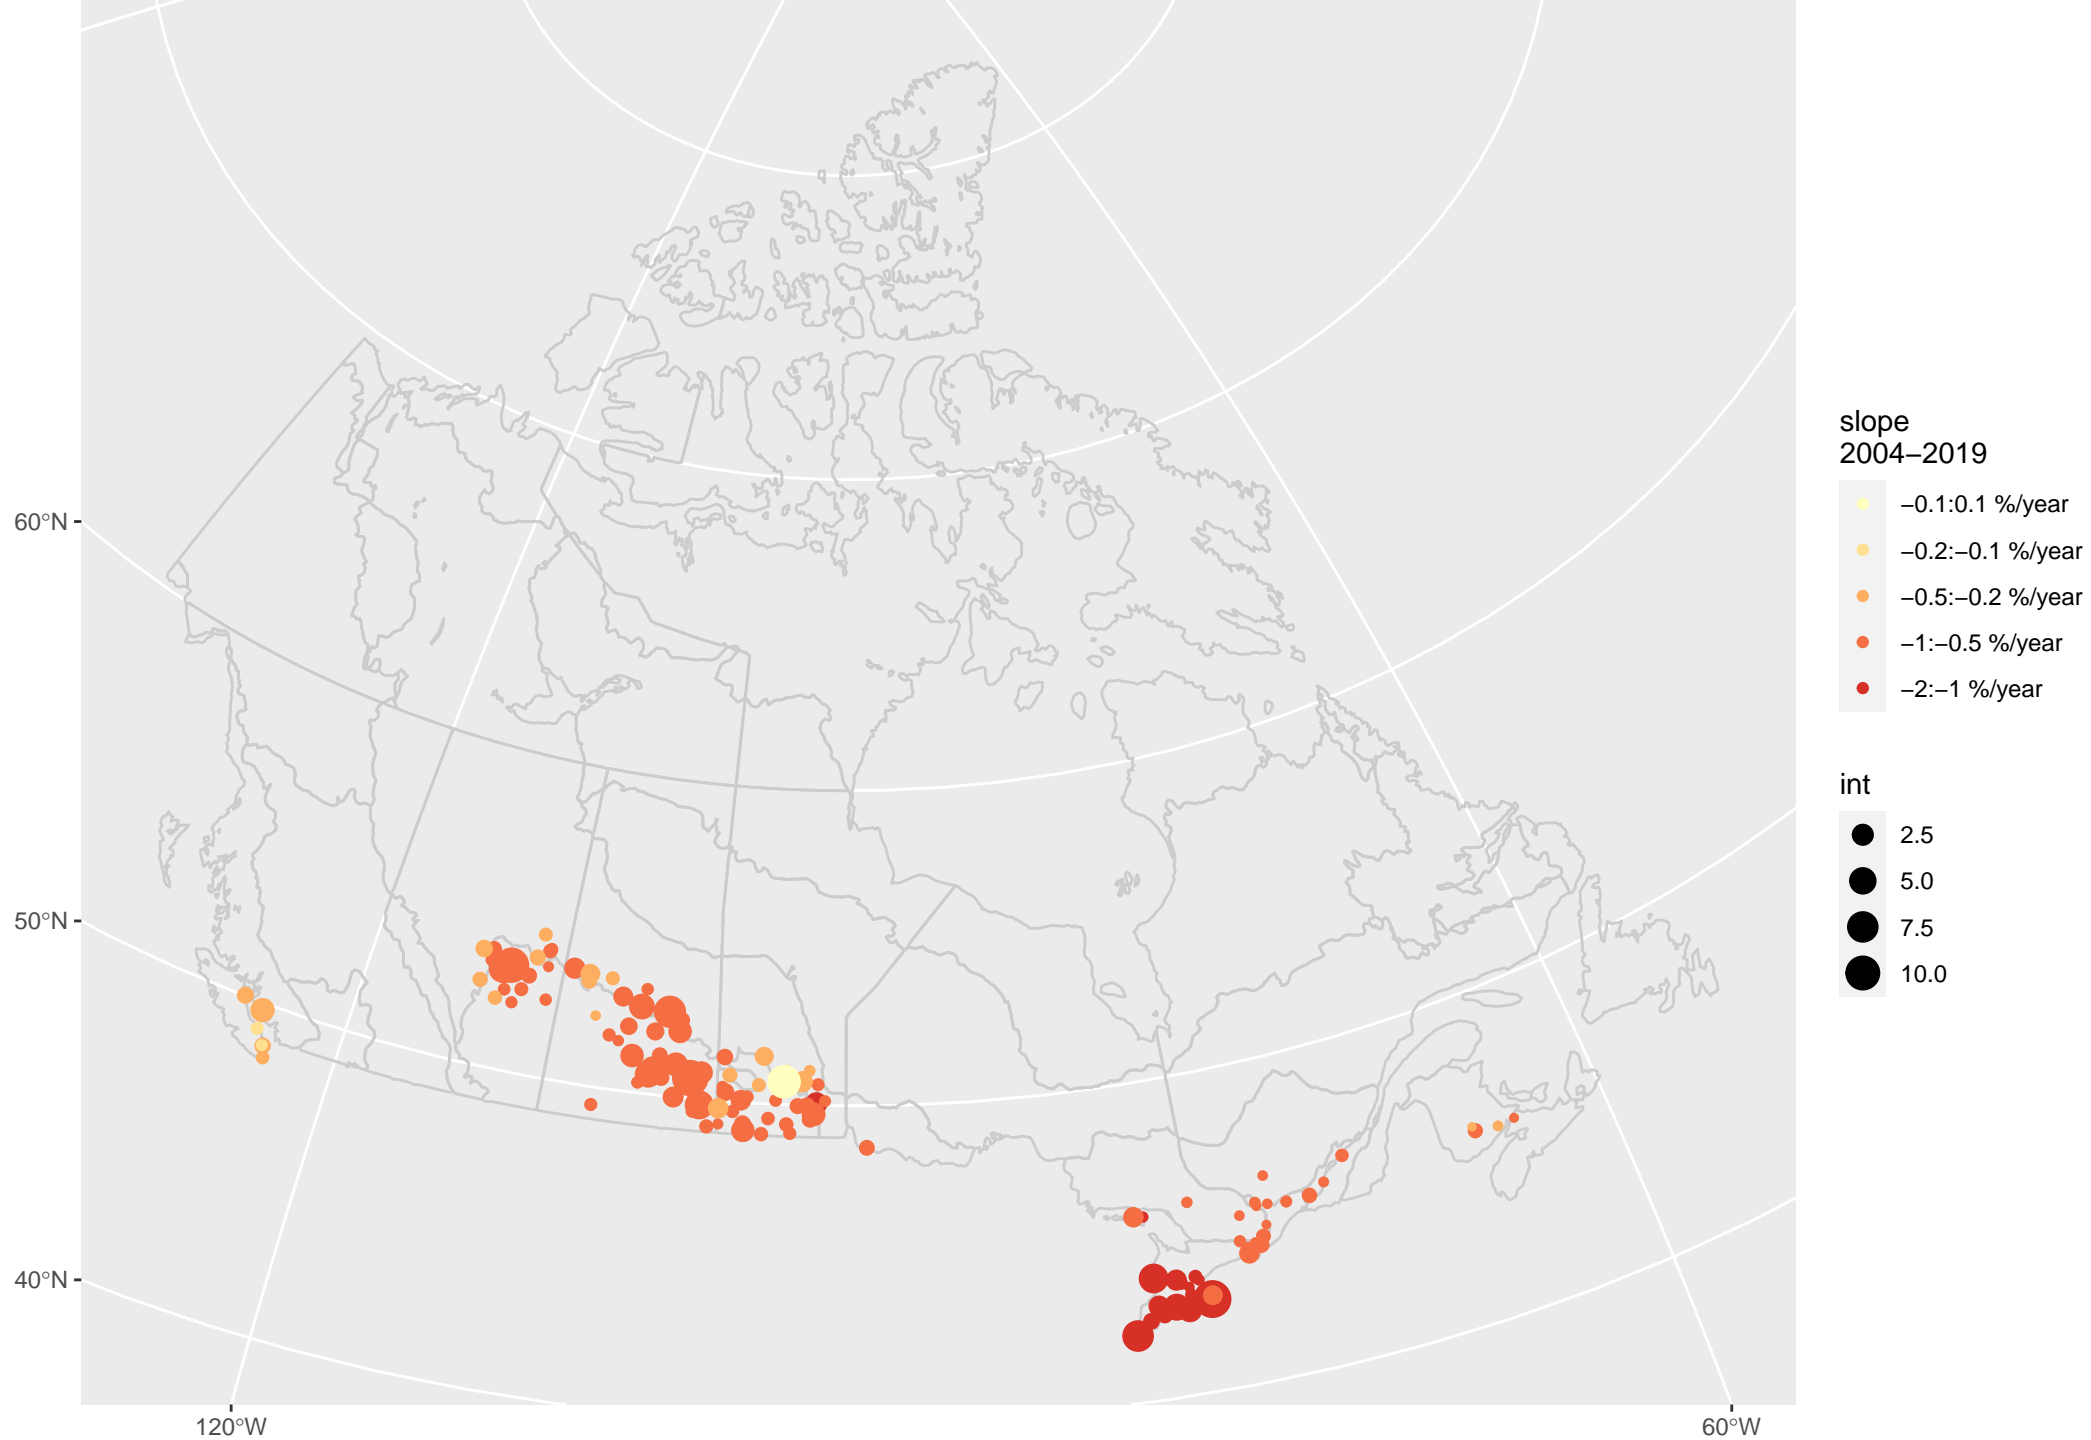 60°N
50°N
40°N
120°W
60°W
slope
2004–2019
−0.1:0.1 %/year
−0.2:−0.1 %/year
−0.5:−0.2 %/year
−1:−0.5 %/year
−2:−1 %/year
int
2.5
5.0
7.5
10.0